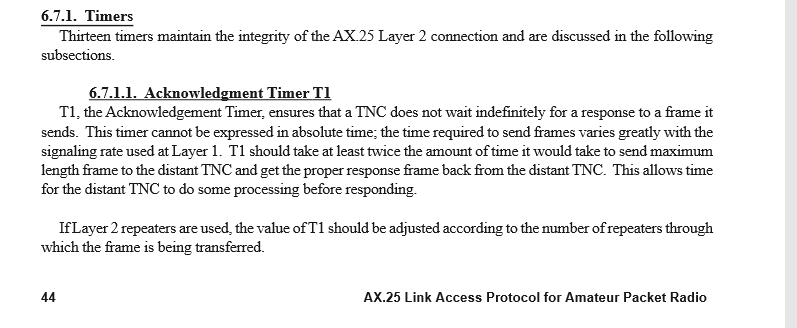 6.7.1. Timers
Thirteen timers maintain the integrity of the AX.25 Layer 2 connection and are discussed in the following
subsections.
6.7.1.1. Acknowledgment Timer T1
T1, the Acknowledgement Timer, ensures that a TNC does not wait indefinitely for a response to a frame it
sends. This timer cannot be expressed in absolute time; the time required to send frames varies greatly with the
signaling rate used at Layer 1. T1 should take at least twice the amount of time it would take to send maximum
length frame to the distant TNC and get the proper response frame back from the distant TNC. This allows time
for the distant TNC to do some processing before responding.
If Layer 2 repeaters are used, the value of T1 should be adjusted according to the number of repeaters through
which the frame is being transferred.
44 AX.25 Link Access Protocol for Amateur Packet Radio